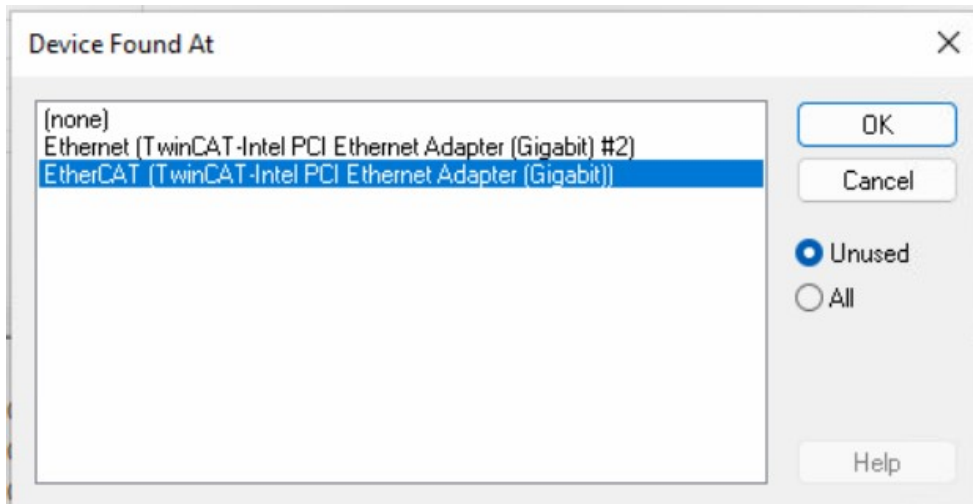 Device Found At
(none)
Ethernet (TwinCAT-Intel PCI Ethernet Adapter (Gigabit) #2)
EtherCAT (TwinCAT-Intel PCI Ethernet Adapter (Gigabit))
OK
Cancel
Unused
All
Help